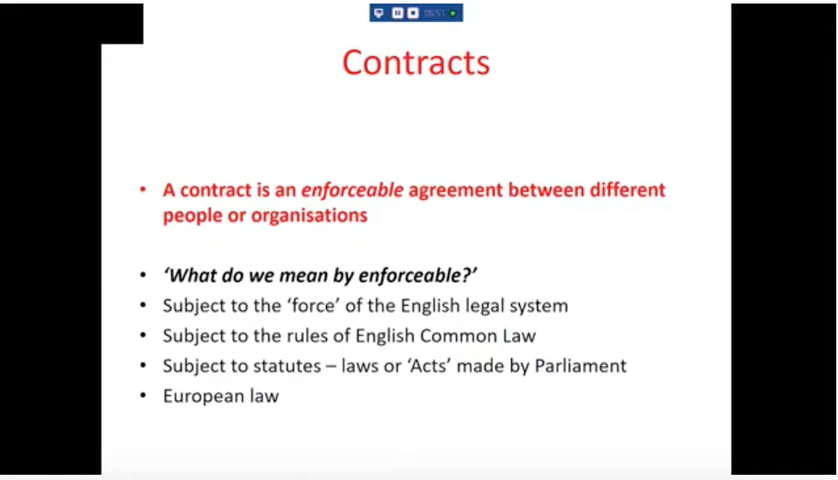 Contracts
• A contract is an enforceable agreement between different
people or organisations
• ‘What do we mean by enforceable?’
• Subject to the ‘force’ of the English legal system
• Subject to the rules of English Common Law
• Subject to statutes – laws or ‘Acts’ made by Parliament
• European law